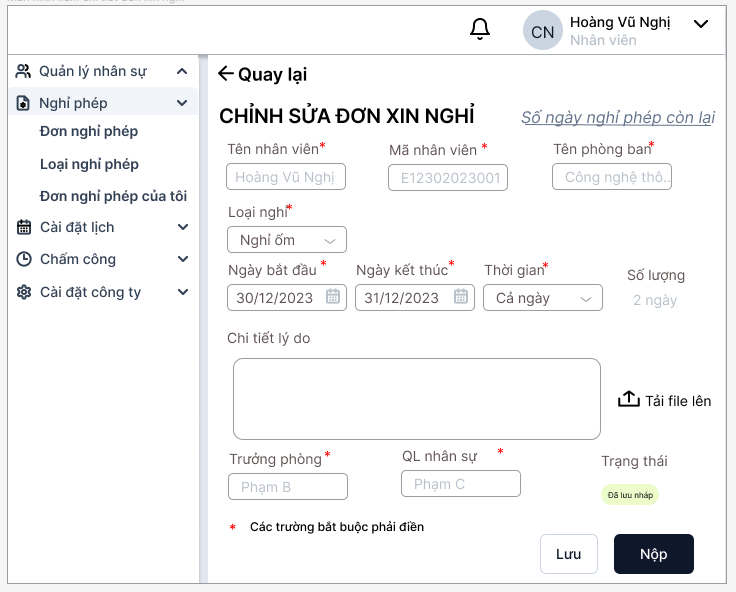 Hoàng Vũ Nghị
CN
Nhân viên
Quản lý nhân sự
Nghỉ phép
Đơn nghỉ phép
Loại nghỉ phép
Đơn nghỉ phép của tôi
Cài đặt lịch
Chấm công
Cài đặt công ty
Quay lại
CHỈNH SỬA ĐƠN XIN NGHỈ
Số ngày nghỉ phép còn lại
Tên nhân viên* Mã nhân viên * Tên phòng ban*
Hoàng Vũ Nghị E12302023001 Công nghệ thô..
Loại nghỉ*
Nghỉ ốm
Ngày bắt đầu * Ngày kết thúc* Thời gian* Số lượng
30/12/2023 31/12/2023 Cả ngày 2 ngày
Chi tiết lý do
Tải file lên
Trưởng phòng* QL nhân sự * Trạng thái
Phạm B Phạm C Đã lưu nháp
* Các trường bắt buộc phải điền
Lưu Nộp